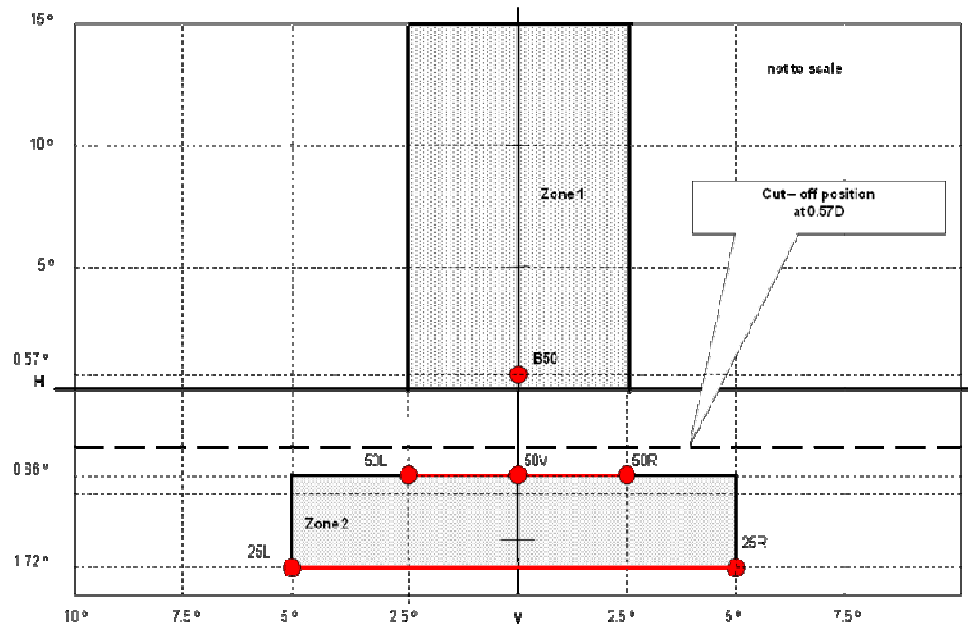 15°
not to scale
10°
Zone 1
Cut-off position
at 0.57D
5°
0.57°
B50
H
50L
50V
50R
0.86°
Zone 2
25L
25R
1.72°
10°
7.5°
5°
2.5°
V
2.5°
5°
7.5°